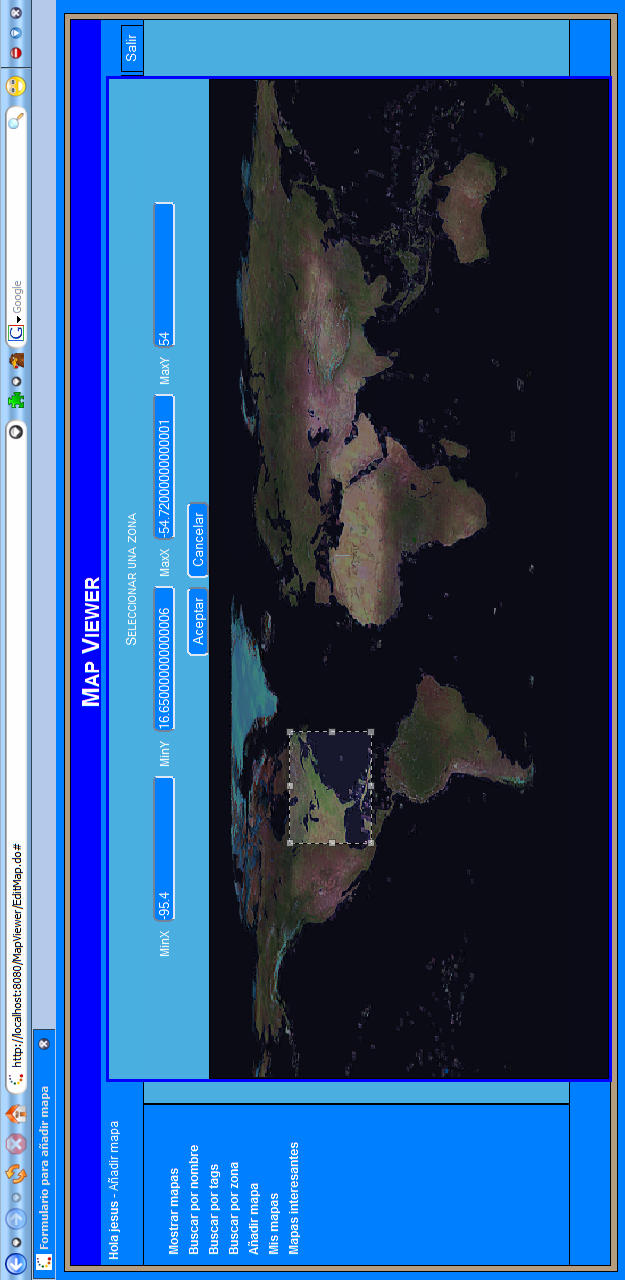 http://localhost:8080/MapViewer/EditMap.do#
Google
Formulario para añadir mapa
MAP VIEWER
Hola jesus - Añadir mapa
Salir
Mostrar mapas
Buscar por nombre
Buscar por tags
Buscar por zona
Añadir mapa
Mis mapas
Mapas interesantes
SELECCIONAR UNA ZONA
MinX -95.4 MinY 16.650000000000006 MaxX -54.72000000000001 MaxY 54
Aceptar Cancelar